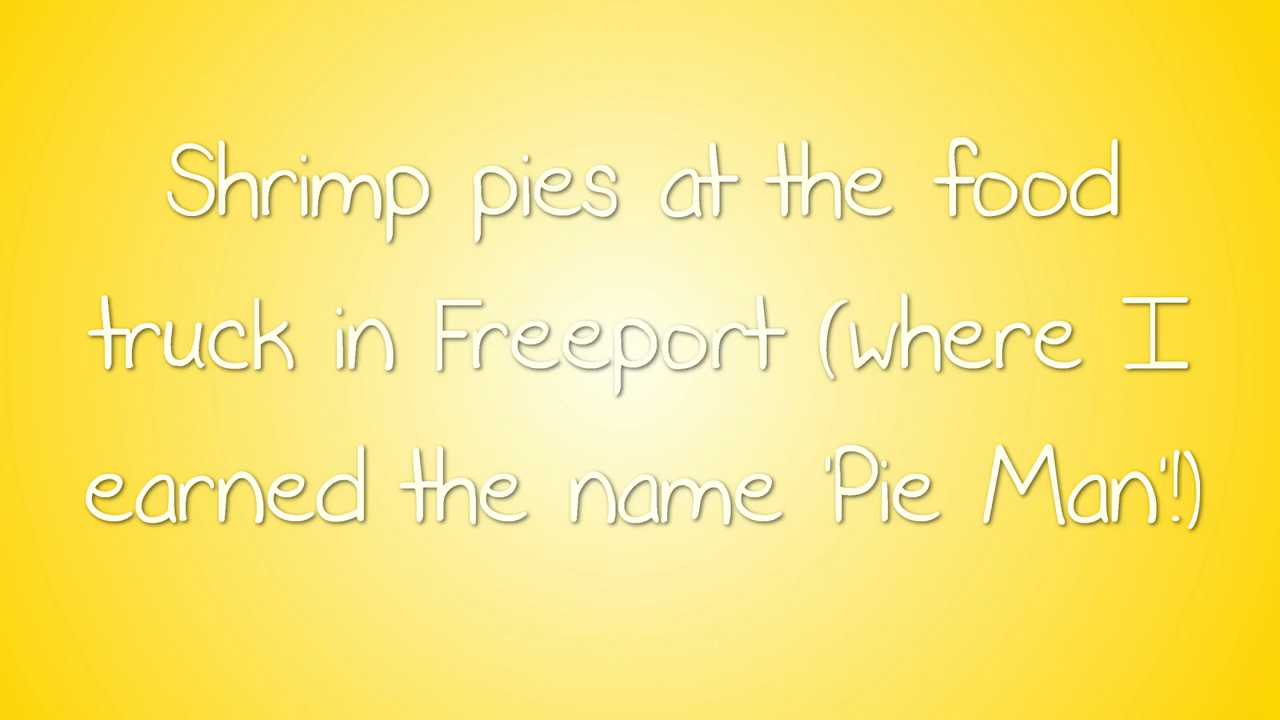 Shrimp pies at the food
truck in Freeport (where I
earned the name 'Pie Man'!)